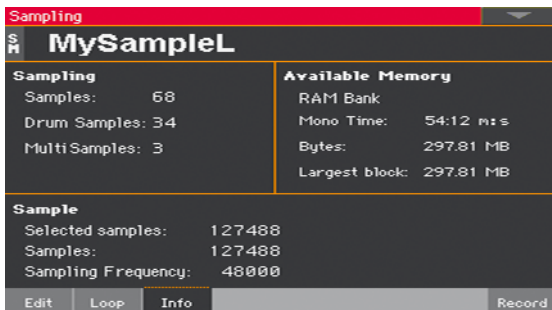 Sampling
SM MySampleL
Sampling
Samples: 68
Drum Samples: 34
MultiSamples: 3
Available Memory
RAM Bank
Mono Time: 54:12 m:s
Bytes: 297.81 MB
Largest block: 297.81 MB
Sample
Selected samples: 127488
Samples: 127488
Sampling Frequency: 48000
Edit Loop Info Record